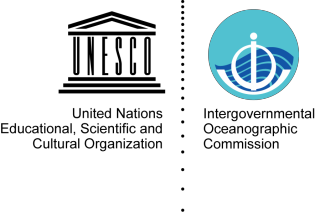 UNESCO
United Nations
Educational, Scientific and
Cultural Organization
Intergovernmental
Oceanographic
Commission